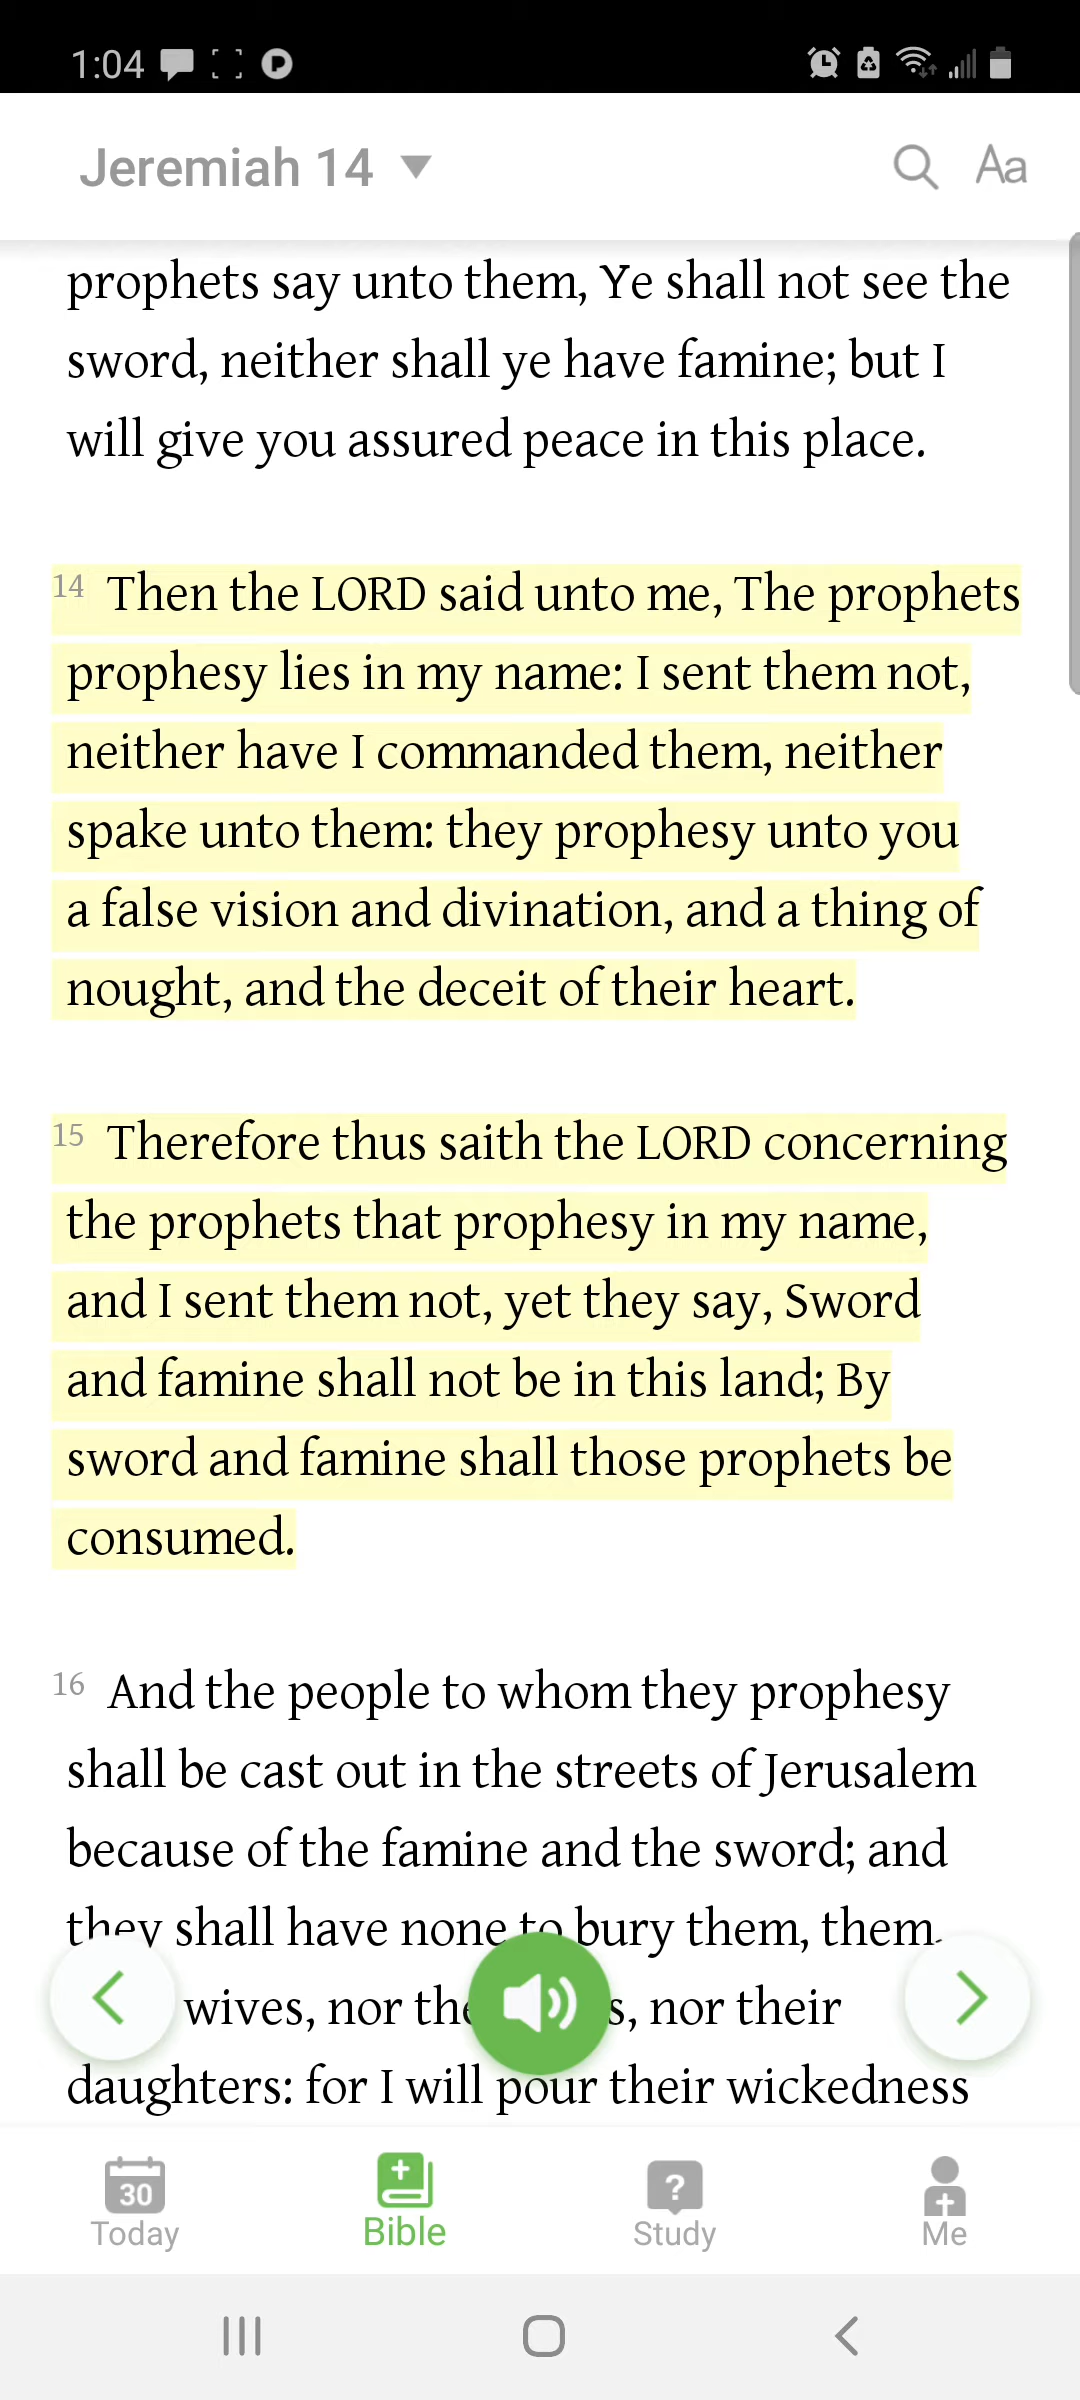 1:04
Jeremiah 14
Aa
prophets say unto them, Ye shall not see the
sword, neither shall ye have famine; but I
will give you assured peace in this place.
14 Then the LORD said unto me, The prophets
prophesy lies in my name: I sent them not,
neither have I commanded them, neither
spake unto them: they prophesy unto you
a false vision and divination, and a thing of
nought, and the deceit of their heart.
15 Therefore thus saith the LORD concerning
the prophets that prophesy in my name,
and I sent them not, yet they say, Sword
and famine shall not be in this land; By
sword and famine shall those prophets be
consumed.
16 And the people to whom they prophesy
shall be cast out in the streets of Jerusalem
because of the famine and the sword; and
they shall have none to bury them, them,
wives, nor s, nor their
daughters: for I will pour their wickedness
30
Today
Bible
?
Study
Me